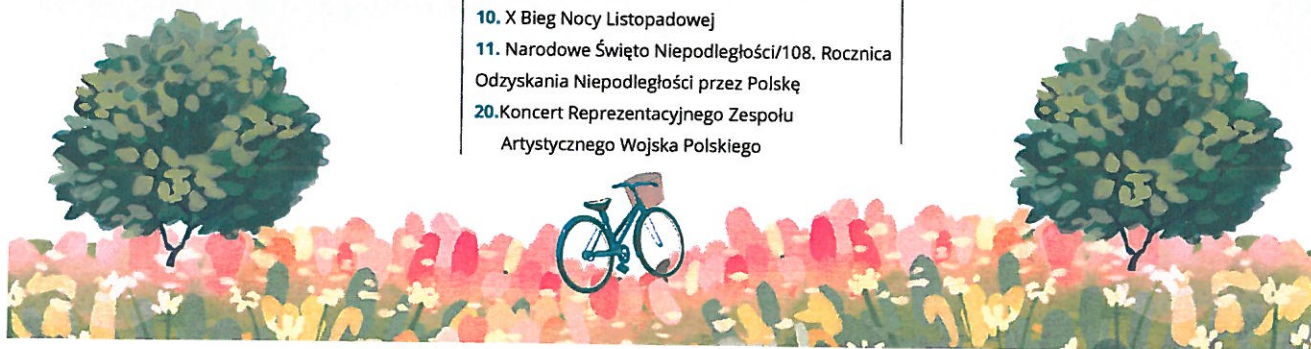 10. X Bieg Nocy Listopadowej
11. Narodowe Święto Niepodległości/108. Rocznica
Odzyskania Niepodległości przez Polskę
20.Koncert Reprezentacyjnego Zespołu
Artystycznego Wojska Polskiego